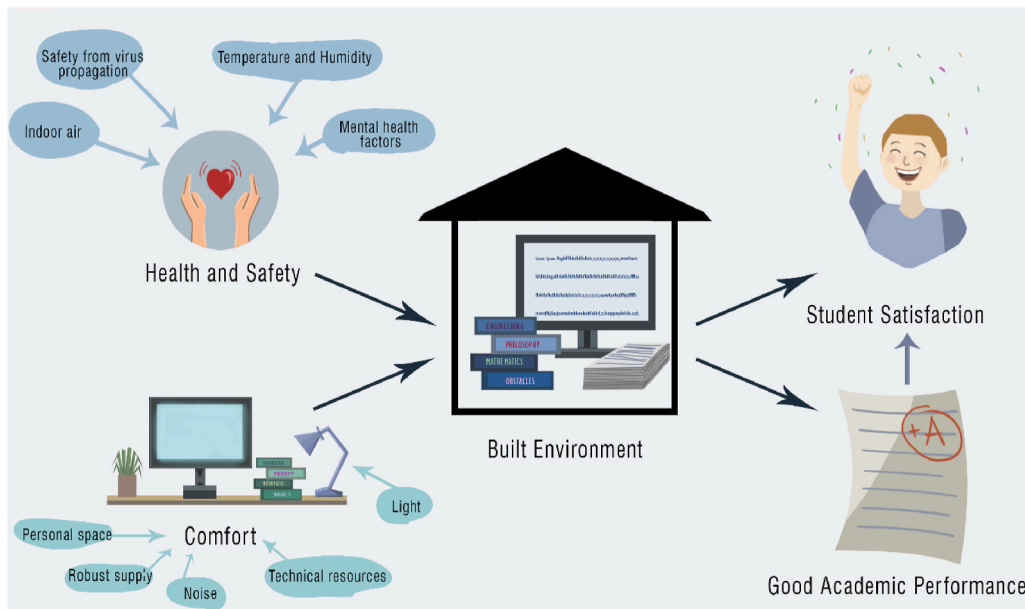 Safety from virus
propagation
Temperature and Humidity
Indoor air
Mental health
factors
Health and Safety
ENGINEERING
PHILOSOPHY
MATHEMATICS
OBSTACLES
Built Environment
Student Satisfaction
+A
Light
Personal space
Comfort
Robust supply
Technical resources
Noise
Good Academic Performance